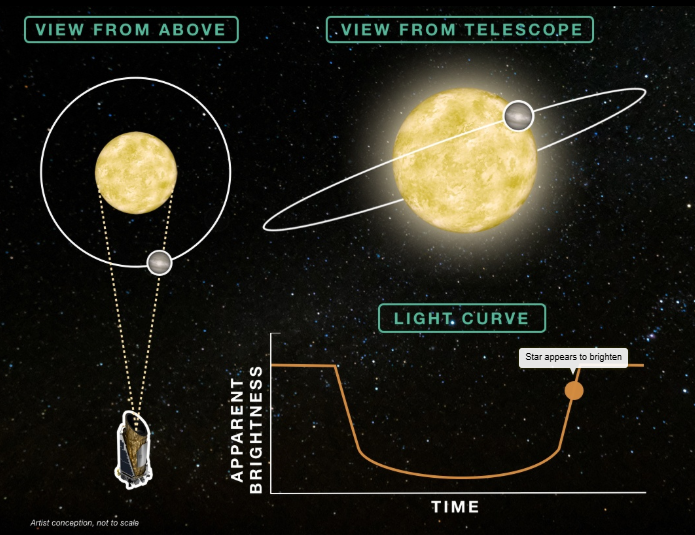 VIEW FROM ABOVE
VIEW FROM TELESCOPE
LIGHT CURVE
Star appears to brighten
APPARENT
BRIGHTNESS
TIME
Artist conception, not to scale